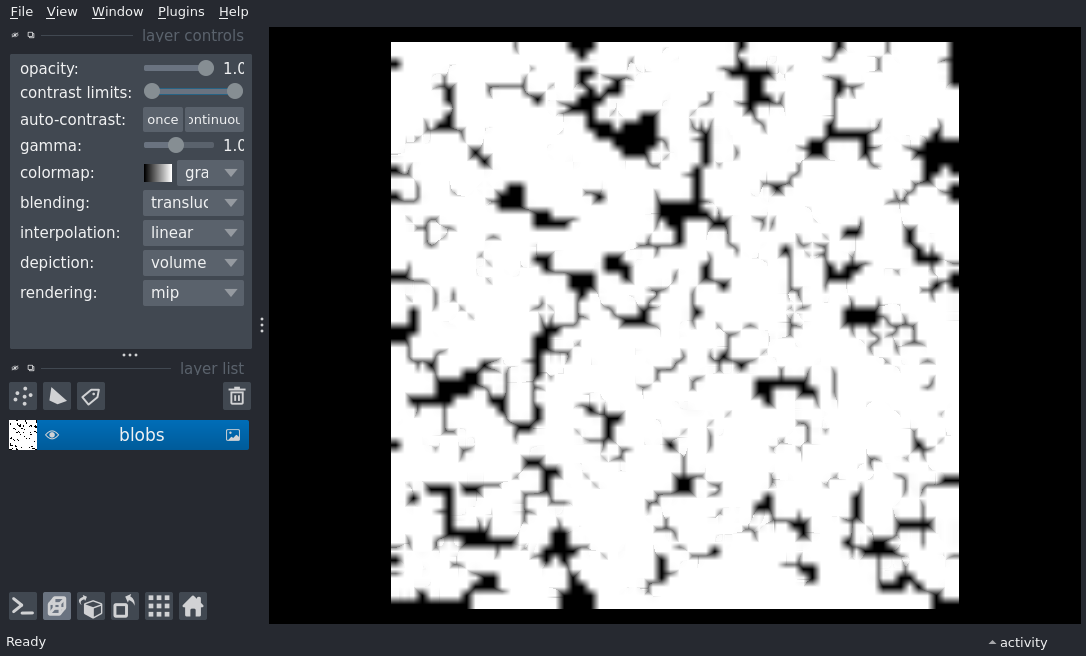 File View Window Plugins Help
layer controls
opacity: 1.0
contrast limits:
auto-contrast: once ontinuou
gamma: 1.0
colormap: gra
blending: transluc
interpolation: linear
depiction: volume
rendering: mip
layer list
blobs
Ready
activity